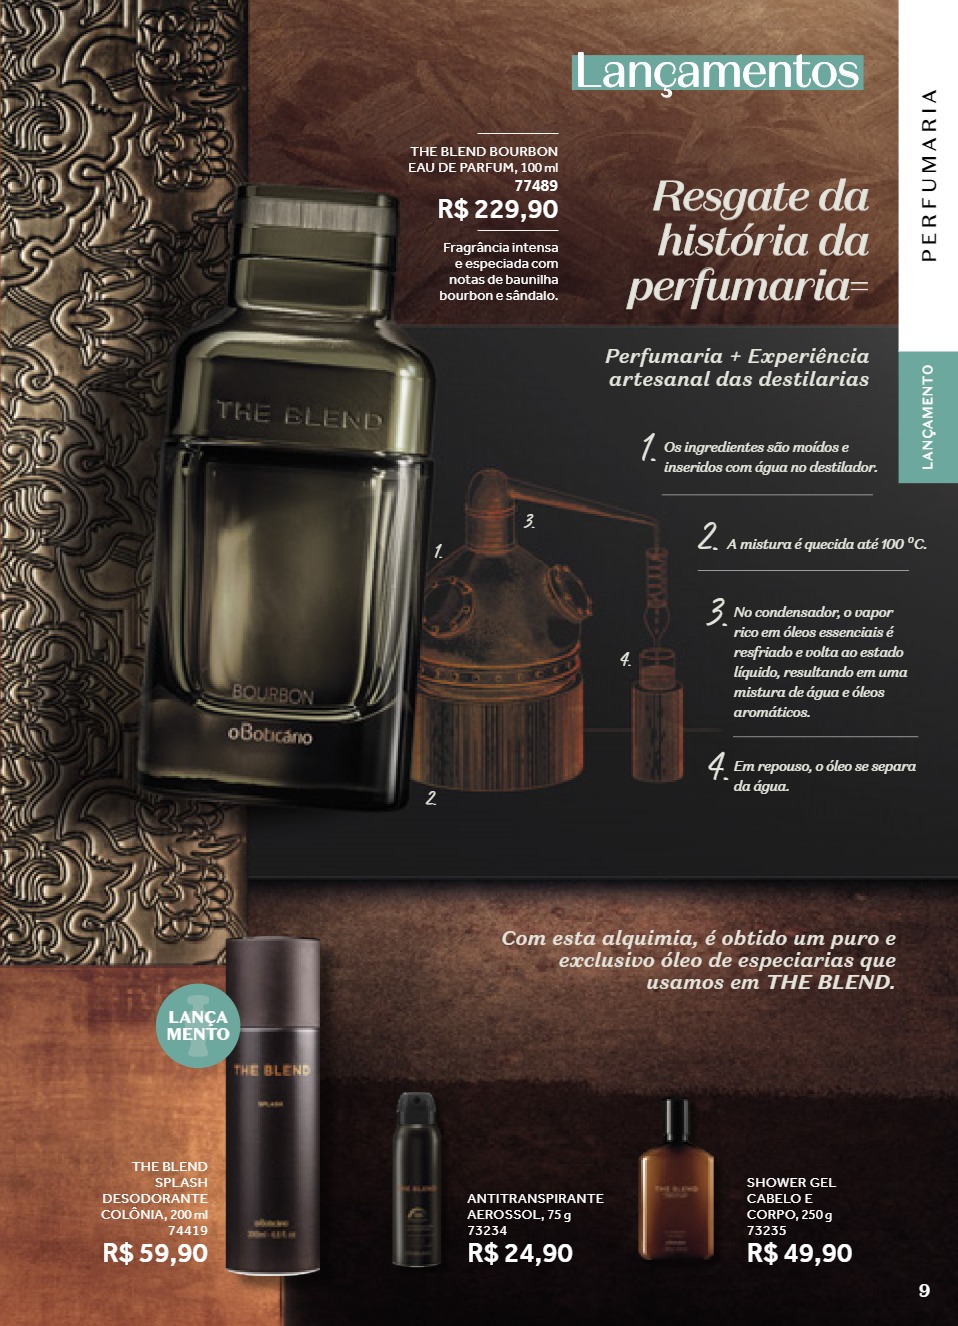 Lançamentos
PERFUMARIA
LANÇAMENTO
THE BLEND BOURBON
EAU DE PARFUM, 100 ml
77489
R$ 229,90
Fragrância intensa
e especiada com
notas de baunilha
bourbon e sândalo.
Resgate da
história da
perfumaria=
Perfumaria + Experiência
artesanal das destilarias
1. Os ingredientes são moídos e
inseridos com água no destilador.
2. A mistura é quecida até 100 ºC.
3. No condensador, o vapor
rico em óleos essenciais é
resfriado e volta ao estado
líquido, resultando em uma
mistura de água e óleos
aromáticos.
4. Em repouso, o óleo se separa
da água.
THE BLEND
BOURBON
oBoticário
1.
3.
4.
2.
Com esta alquimia, é obtido um puro e
exclusivo óleo de especiarias que
usamos em THE BLEND.
LANÇA
MENTO
THE BLEND
SPLASH
oBoticário
THE BLEND
SPLASH
DESODORANTE
COLÔNIA, 200 ml
74419
R$ 59,90
THE BLEND
ANTITRANSPIRANTE
AEROSSOL, 75 g
73234
R$ 24,90
THE BLEND
SHOWER GEL
CABELO E
CORPO, 250 g
73235
R$ 49,90
9